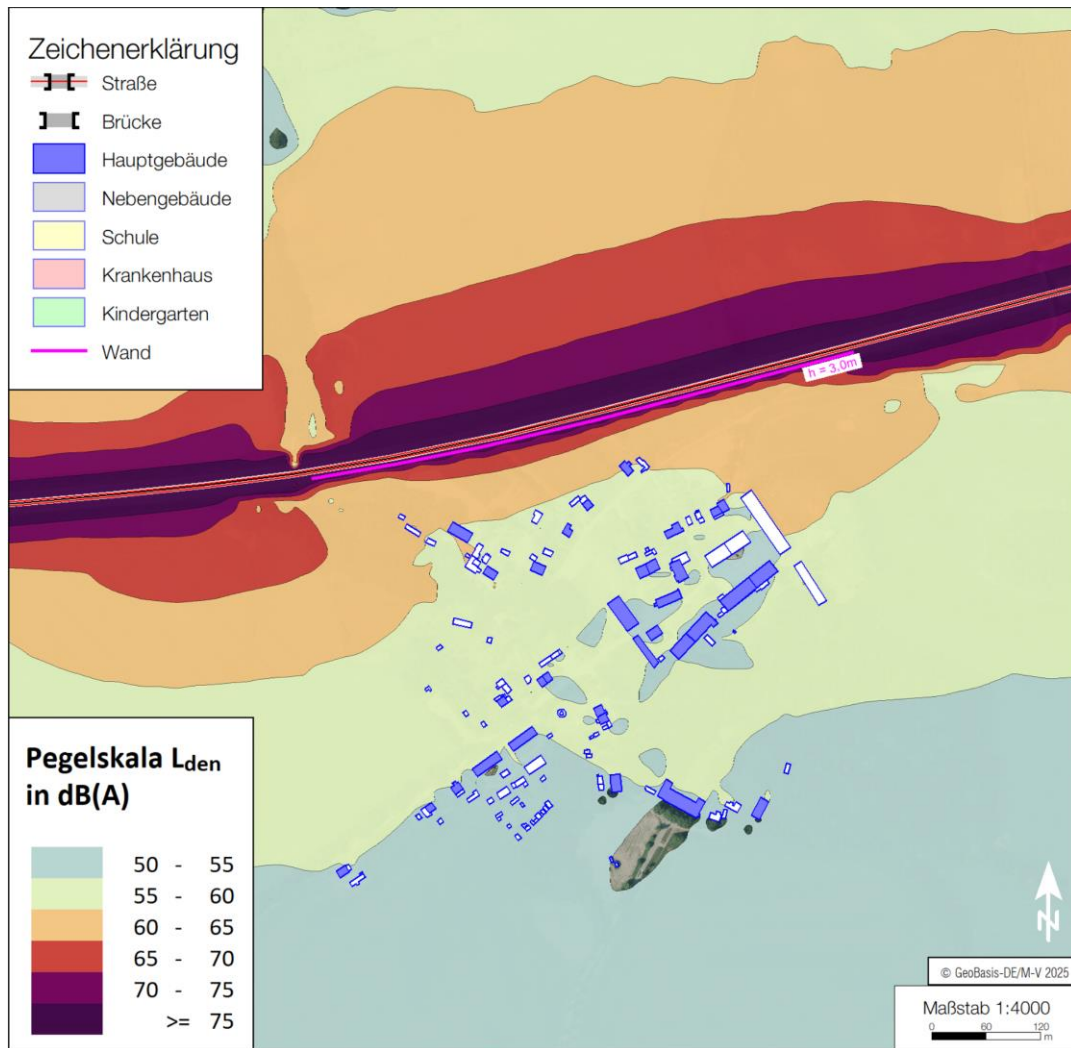 Zeichenerklärung
Straße
Brücke
Hauptgebäude
Nebengebäude
Schule
Krankenhaus
Kindergarten
Wand
h = 3.0m
Pegelskala Lden
in dB(A)
50 - 55
55 - 60
60 - 65
65 - 70
70 - 75
>= 75
N
© GeoBasis-DE/M-V 2025
Maßstab 1:4000
0 60 120
m